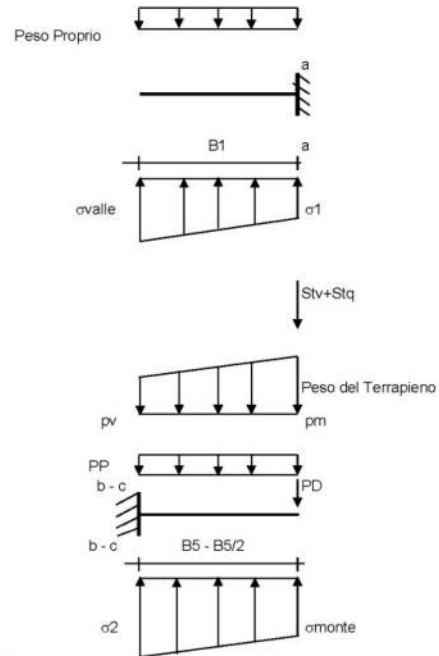 Peso Proprio
a
B1
a
σvalle
σ1
Stv+Stq
Peso del Terrapieno
pv
pm
PP
PD
b - c
b - c
B5 - B5/2
σ2
σmonte